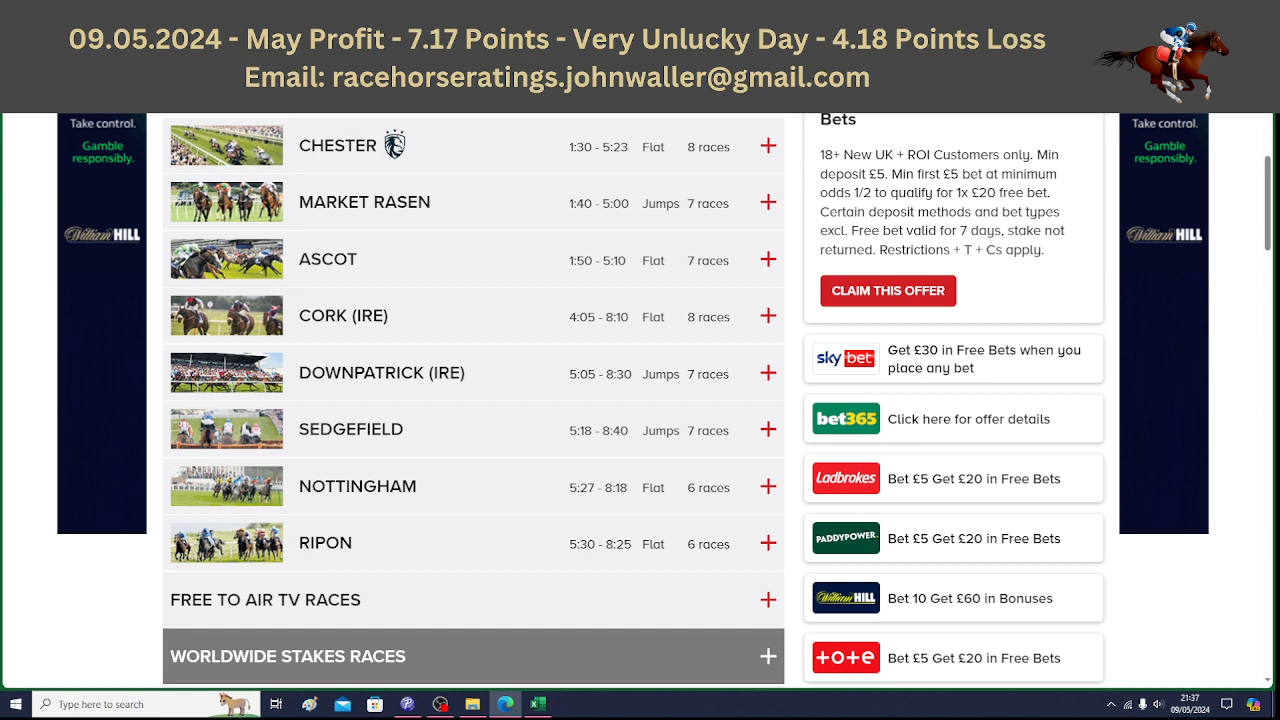 09.05.2024 - May Profit - 7.17 Points - Very Unlucky Day - 4.18 Points Loss
Email: racehorseratings.johnwaller@gmail.com
Take control.
Gamble
responsibly.
William HILL
CHESTER 1:30 - 5:23 Flat 8 races +
MARKET RASEN 1:40 - 5:00 Jumps 7 races +
ASCOT 1:50 - 5:10 Flat 7 races +
CORK (IRE) 4:05 - 8:10 Flat 8 races +
DOWNPATRICK (IRE) 5:05 - 8:30 Jumps 7 races +
SEDGEFIELD 5:18 - 8:40 Jumps 7 races +
NOTTINGHAM 5:27 - 8:18 Flat 6 races +
RIPON 5:30 - 8:25 Flat 6 races +
FREE TO AIR TV RACES +
WORLDWIDE STAKES RACES +
Bets
18+ New UK + ROI Customers only. Min
deposit £5. Min first £5 bet at minimum
odds 1/2 to qualify for 1x £20 free bet.
Certain deposit methods and bet types
excl. Free bet valid for 7 days, stake not
returned. Restrictions + T + Cs apply.
CLAIM THIS OFFER
sky bet Get £30 in Free Bets when you
place any bet
bet365 Click here for offer details
Ladbrokes Bet £5 Get £20 in Free Bets
PADDYPOWER. Bet £5 Get £20 in Free Bets
William HILL Bet 10 Get £60 in Bonuses
+o+e Bet £5 Get £20 in Free Bets
Take control.
Gamble
responsibly.
William HILL
Type here to search
21:37
09/05/2024